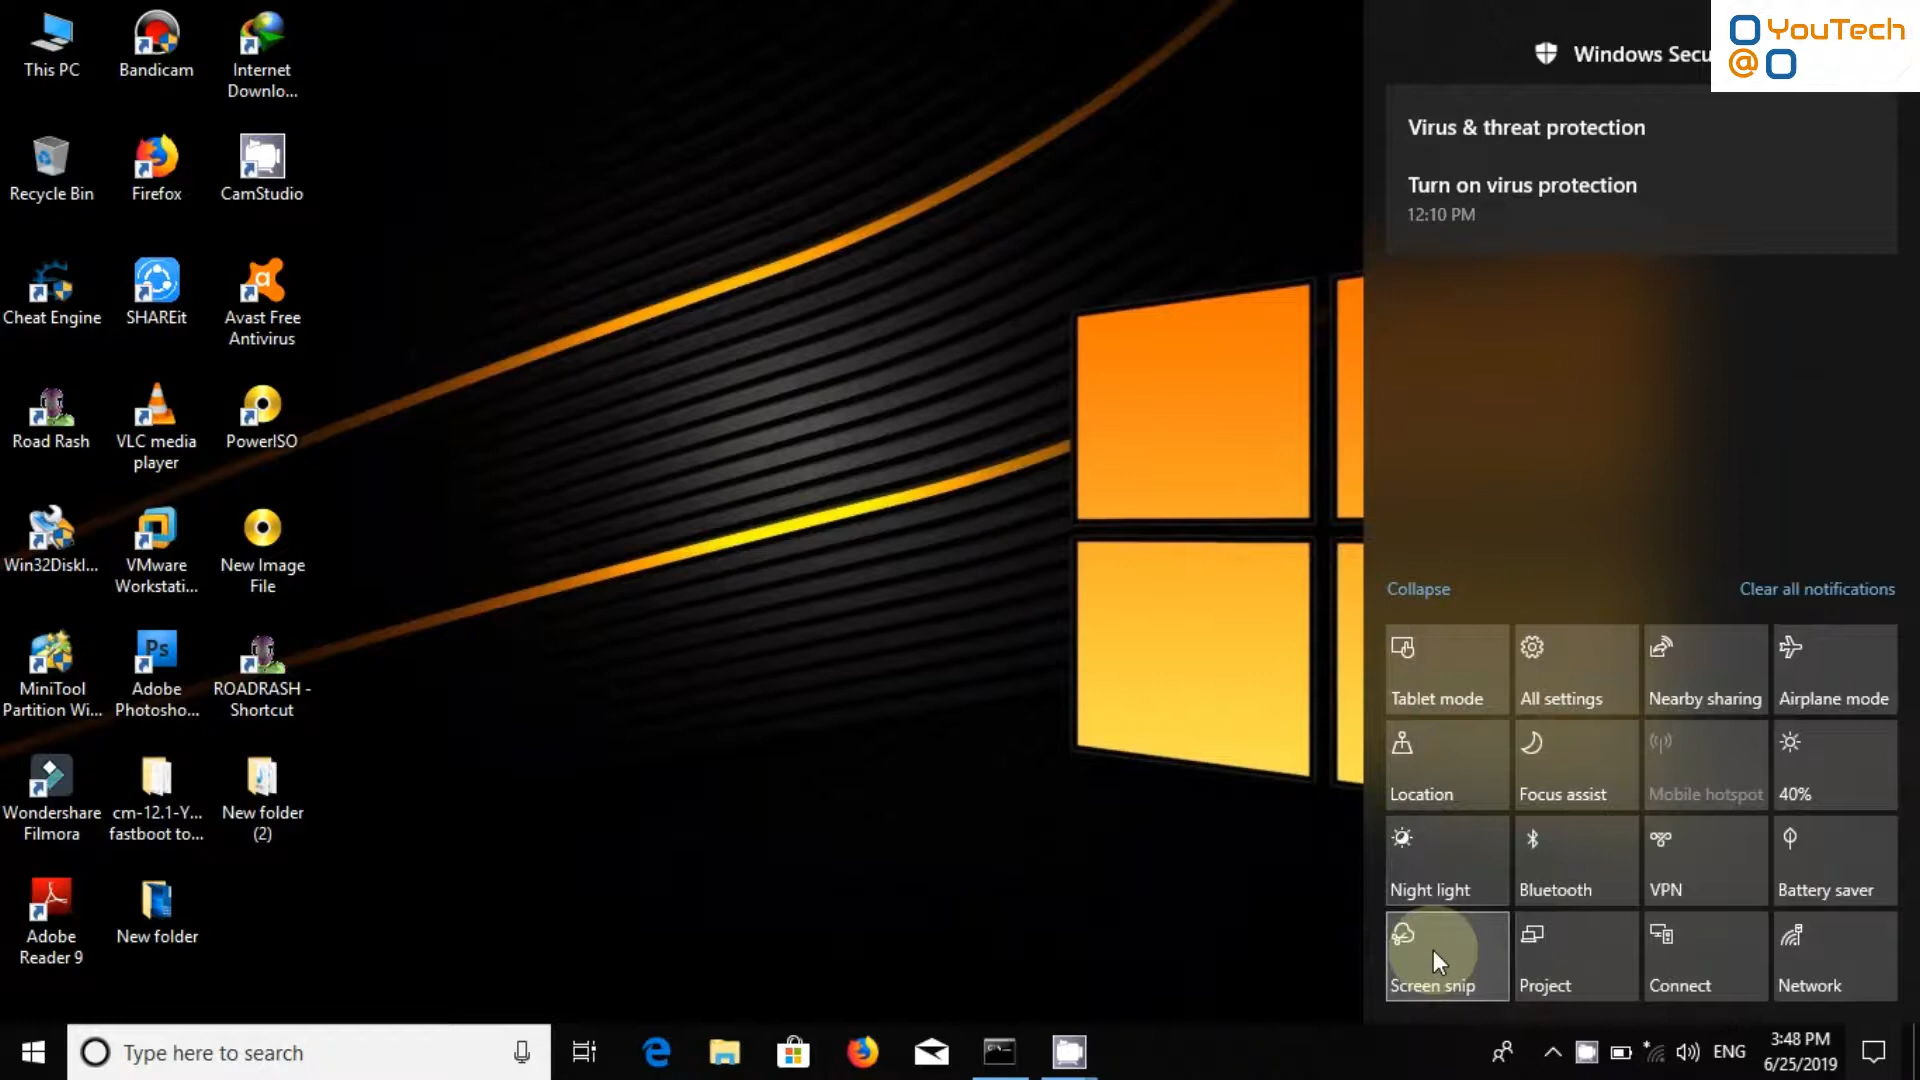 This PC
Bandicam
Internet
Downlo...
Recycle Bin
Firefox
CamStudio
Cheat Engine
SHAREit
Avast Free
Antivirus
Road Rash
VLC media
player
PowerISO
Win32DiskI...
VMware
Workstati...
New Image
File
MiniTool
Partition Wi...
Ps
Adobe
Photosho...
ROADRASH -
Shortcut
Wondershare
Filmora
cm-12.1-Y...
fastboot to...
New folder
(2)
Adobe
Reader 9
New folder
Windows Secu
YouTech
@
Virus & threat protection
Turn on virus protection
12:10 PM
Collapse
Clear all notifications
Tablet mode
All settings
Nearby sharing
Airplane mode
Location
Focus assist
Mobile hotspot
40%
Night light
Bluetooth
VPN
Battery saver
Screen snip
Project
Connect
Network
Type here to search
ENG
3:48 PM
6/25/2019